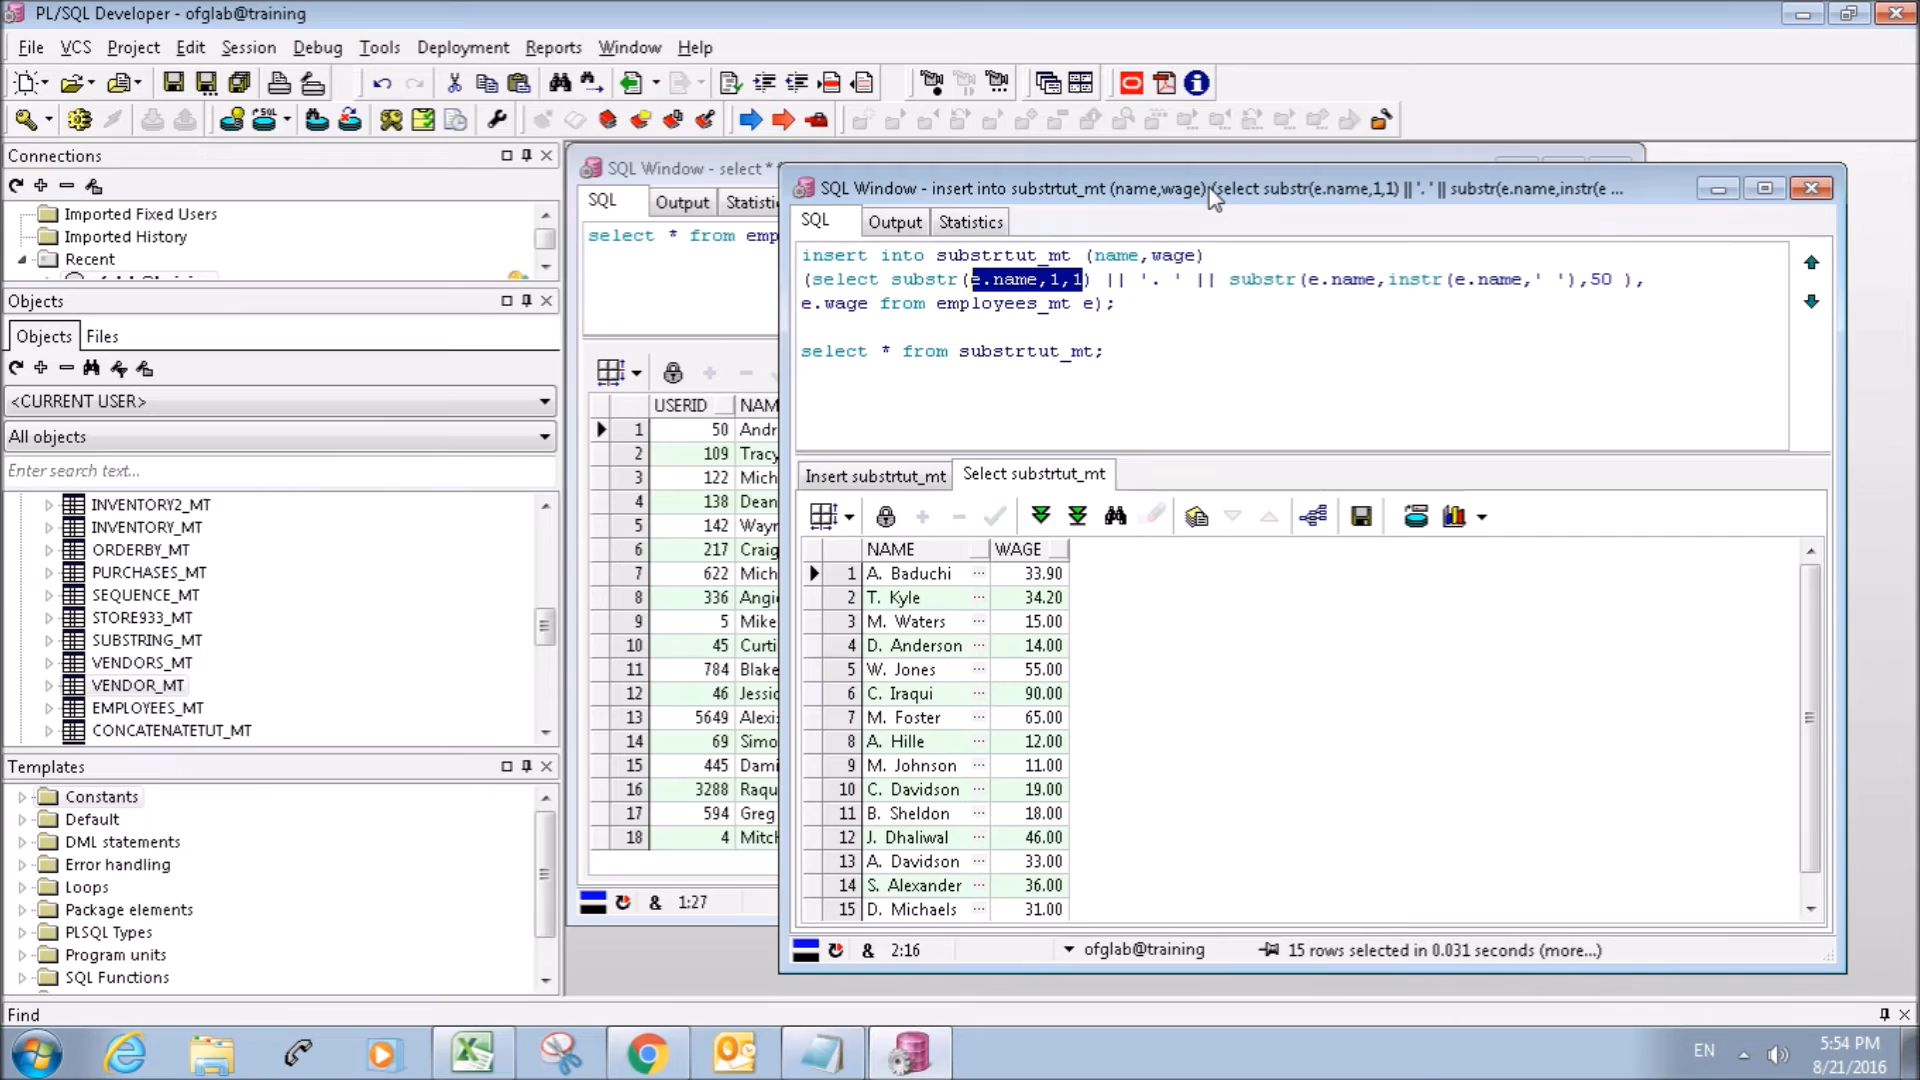 PL/SQL Developer - ofglab@training
File VCS Project Edit Session Debug Tools Deployment Reports Window Help
Connections
Imported Fixed Users
Imported History
Recent
Objects
Objects Files
<CURRENT USER>
All objects
Enter search text...
INVENTORY2_MT
INVENTORY_MT
ORDERBY_MT
PURCHASES_MT
SEQUENCE_MT
STORE933_MT
SUBSTRING_MT
VENDORS_MT
VENDOR_MT
EMPLOYEES_MT
CONCATENATETUT_MT
Templates
Constants
Default
DML statements
Error handling
Loops
Package elements
PLSQL Types
Program units
SQL Functions
SQL Window - select *
SQL Output Statisti
select * from emp
USERID NAM
1 50 Andr
2 109 Tracy
3 122 Mich
4 138 Dean
5 142 Wayn
6 217 Craig
7 622 Mich
8 336 Angi
9 5 Mike
10 45 Curti
11 784 Blake
12 46 Jessi
13 5649 Alexi
14 69 Simo
15 445 Dami
16 3288 Raqu
17 594 Greg
18 4 Mitch
& 1:27
SQL Window - insert into substrtut_mt (name,wage) (select substr(e.name,1,1) || '. ' || substr(e.name,instr(e ...
SQL Output Statistics
insert into substrtut_mt (name,wage)
(select substr(e.name,1,1) || '. ' || substr(e.name,instr(e.name,' '),50 ),
e.wage from employees_mt e);
select * from substrtut_mt;
Insert substrtut_mt Select substrtut_mt
NAME WAGE
1 A. Baduchi ... 33.90
2 T. Kyle ... 34.20
3 M. Waters ... 15.00
4 D. Anderson ... 14.00
5 W. Jones ... 55.00
6 C. Iraqui ... 90.00
7 M. Foster ... 65.00
8 A. Hille ... 12.00
9 M. Johnson ... 11.00
10 C. Davidson ... 19.00
11 B. Sheldon ... 18.00
12 J. Dhaliwal ... 46.00
13 A. Davidson ... 33.00
14 S. Alexander ... 36.00
15 D. Michaels ... 31.00
& 2:16 ofglab@training 15 rows selected in 0.031 seconds (more...)
Find
EN 5:54 PM
8/21/2016